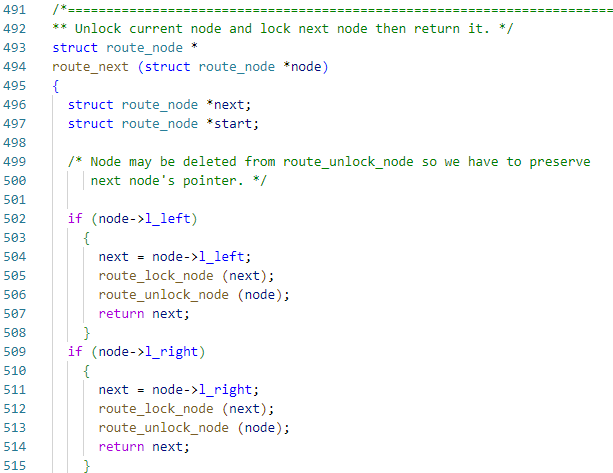 491 /*======================================================================
492 ** Unlock current node and lock next node then return it. */
493 struct route_node *
494 route_next (struct route_node *node)
495 {
496   struct route_node *next;
497   struct route_node *start;
498
499   /* Node may be deleted from route_unlock_node so we have to preserve
500      next node's pointer. */
501
502   if (node->l_left)
503     {
504       next = node->l_left;
505       route_lock_node (next);
506       route_unlock_node (node);
507       return next;
508     }
509   if (node->l_right)
510     {
511       next = node->l_right;
512       route_lock_node (next);
513       route_unlock_node (node);
514       return next;
515     }